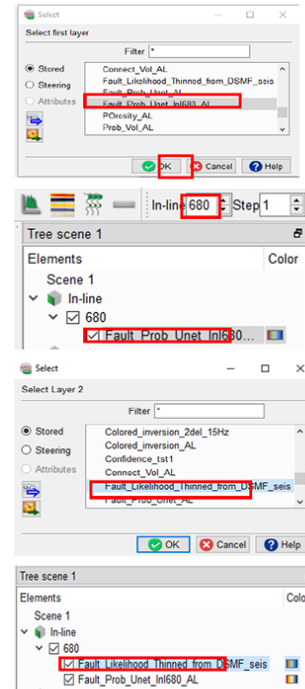 Select
Select first layer
Filter *
Stored
Steering
Attributes
Connect_Vol_AL
Fault_Likelihood_Thinned_from_DSMF_seis
Fault_Prob_Unet_AL
Fault_Prob_Unet_Inl680_AL
POrosity_AL
Prob_Vol_AL
OK Cancel Help
In-line 680 Step 1
Tree scene 1
Elements Color
Scene 1
In-line
680
Fault_Prob_Unet_Inl680...
Select
Select Layer 2
Filter *
Stored
Steering
Attributes
Colored_inversion_2del_15Hz
Colored_inversion_AL
Confidence_tst1
Connect_Vol_AL
Fault_Likelihood_Thinned_from_DSMF_seis
Fault_Prob_Unet_AL
OK Cancel Help
Tree scene 1
Elements Colo
Scene 1
In-line
680
Fault_Likelihood_Thinned_from_DSMF_seis
Fault_Prob_Unet_Inl680_AL